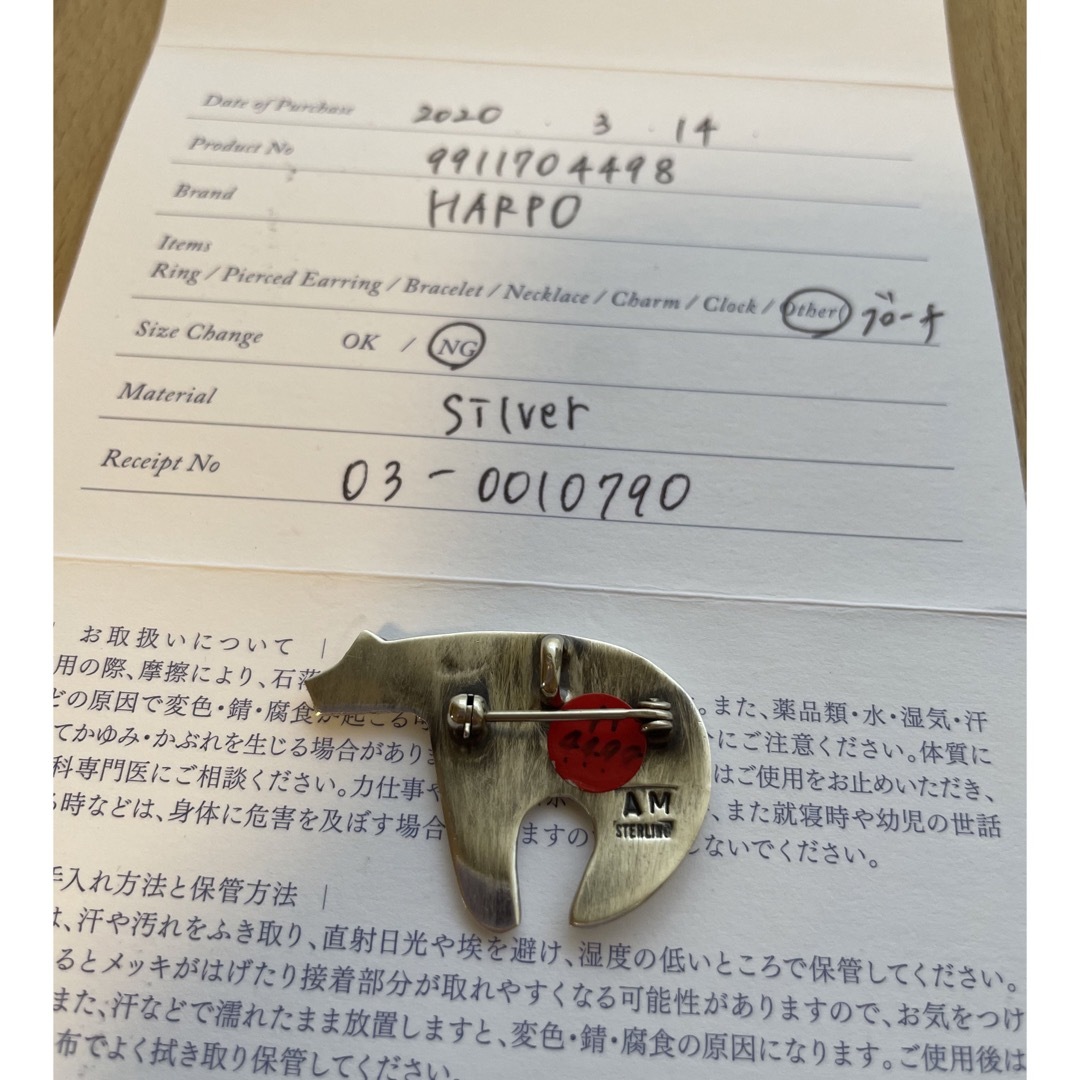 Date of Purchase 2020 . 3 . 14 .
Product No 9911704498
Brand HARPO
Items
Ring / Pierced Earring / Bracelet / Necklace / Charm / Clock / Other( ブローチ
Size Change OK / NG
Material Silver
Receipt No 03-0010790
お取扱いについて |
用の際、摩擦により、石落
どの原因で変色・錆・腐食が起こる場 。また、薬品類・水・湿気・汗
てかゆみ・かぶれを生じる場合があり にご注意ください。体質に
科専門医にご相談ください。力仕事や はご使用をお止めいただき、
る時などは、身体に危害を及ぼす場合 ますの 、また就寝時や幼児の世話
しないでください。
AM
STERLING
手入れ方法と保管方法 |
は、汗や汚れをふき取り、直射日光や埃を避け、湿度の低いところで保管してください。
るとメッキがはげたり接着部分が取れやすくなる可能性がありますので、お気をつけ
また、汗などで濡れたまま放置しますと、変色・錆・腐食の原因になります。ご使用後は
布でよく拭き取り保管してください。